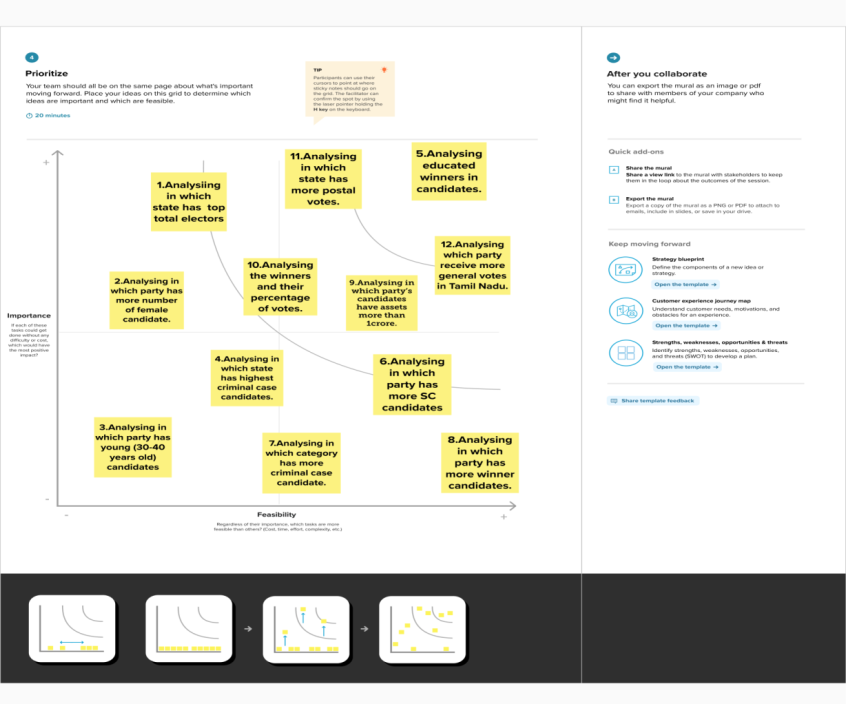 4
Prioritize
Your team should all be on the same page about what's important
moving forward. Place your ideas on this grid to determine which
ideas are important and which are feasible.
20 minutes
TIP
Participants can use their
cursors to point at where
sticky notes should go on
the grid. The facilitator can
confirm the spot by using
the laser pointer holding the
H key on the keyboard.
+
1.Analysiing
in which
state has top
total electors
11.Analysing
in which
state has
more postal
votes.
5.Analysing
educated
winners in
candidates.
12.Analysing
which party
receive more
general votes
in Tamil Nadu.
2.Analysing in
which party has
more number
of female
candidate.
10.Analysing
the winners
and their
percentage
of votes.
9.Analysing in
which party's
candidates
have assets
more than
1crore.
Importance
If each of these
tasks could get
done without any
difficulty or cost,
which would have
the most positive
impact?
4.Analysing in
which state
has highest
criminal case
candidates.
6.Analysing
in which
party has
more SC
candidates
3.Analysing in
which party has
young (30-40
years old)
candidates
7.Analysing in
which category
has more
criminal case
candidate.
8.Analysing
in which
party has
more winner
candidates.
-
-
Feasibility
+
Regardless of their importance, which tasks are more
feasible than others? (Cost, time, effort, complexity, etc.)
After you collaborate
You can export the mural as an image or pdf
to share with members of your company who
might find it helpful.
Quick add-ons
A
Share the mural
Share a view link to the mural with stakeholders to keep
them in the loop about the outcomes of the session.
B
Export the mural
Export a copy of the mural as a PNG or PDF to attach to
emails, include in slides, or save in your drive.
Keep moving forward
Strategy blueprint
Define the components of a new idea or
strategy.
Open the template →
Customer experience journey map
Understand customer needs, motivations, and
obstacles for an experience.
Open the template →
Strengths, weaknesses, opportunities & threats
Identify strengths, weaknesses, opportunities,
and threats (SWOT) to develop a plan.
Open the template →
Share template feedback